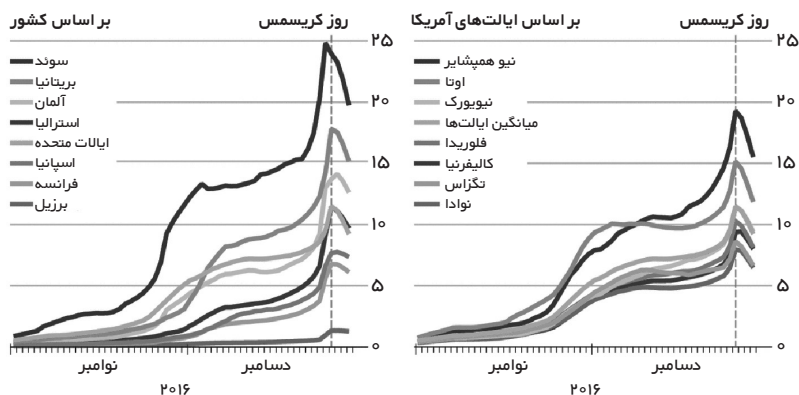 بر اساس کشور
روز کریسمس
۲۵
۲۰
۱۵
۱۰
۵
۰
سوئد
بریتانیا
آلمان
استرالیا
ایالات متحده
اسپانیا
فرانسه
برزیل
نوامبر
دسامبر
۲۰۱۶
بر اساس ایالت‌های آمریکا
روز کریسمس
۲۵
۲۰
۱۵
۱۰
۵
۰
نیو همپشایر
اوتا
نیویورک
میانگین ایالت‌ها
فلوریدا
کالیفرنیا
تگزاس
نوادا
نوامبر
دسامبر
۲۰۱۶